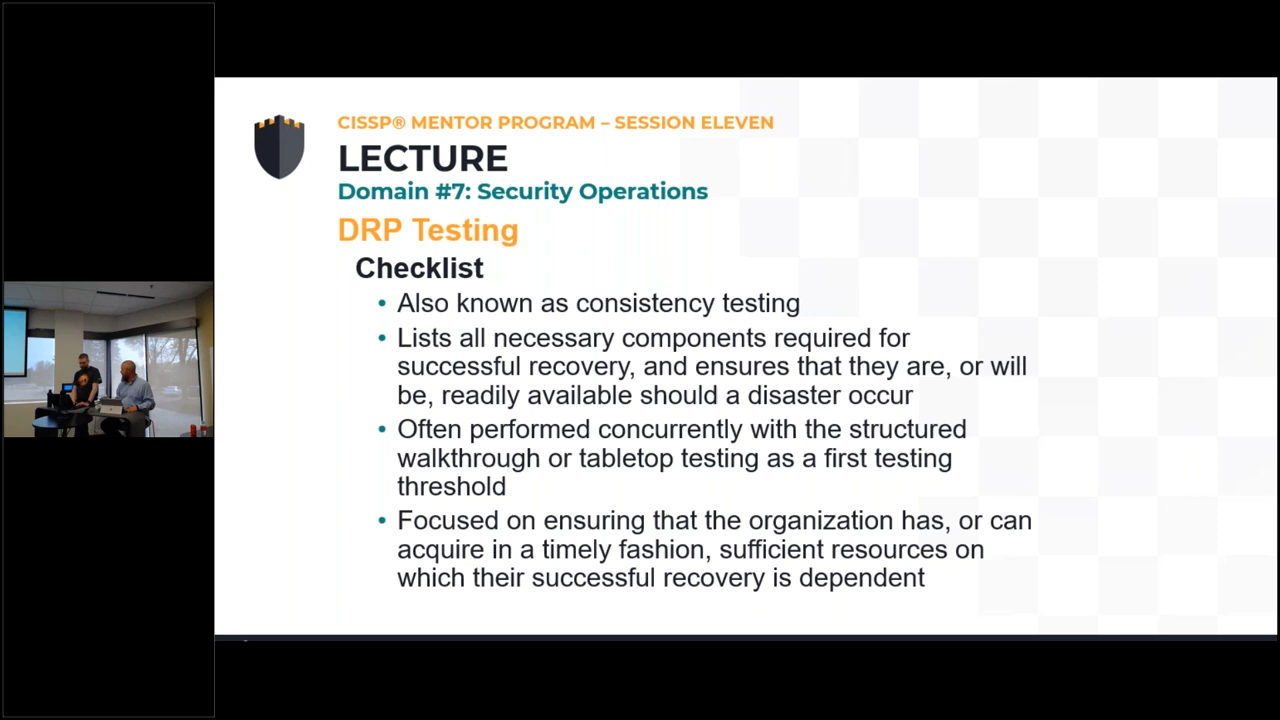 CISSP® MENTOR PROGRAM – SESSION ELEVEN
LECTURE
Domain #7: Security Operations
DRP Testing
Checklist
• Also known as consistency testing
• Lists all necessary components required for
successful recovery, and ensures that they are, or will
be, readily available should a disaster occur
• Often performed concurrently with the structured
walkthrough or tabletop testing as a first testing
threshold
• Focused on ensuring that the organization has, or can
acquire in a timely fashion, sufficient resources on
which their successful recovery is dependent